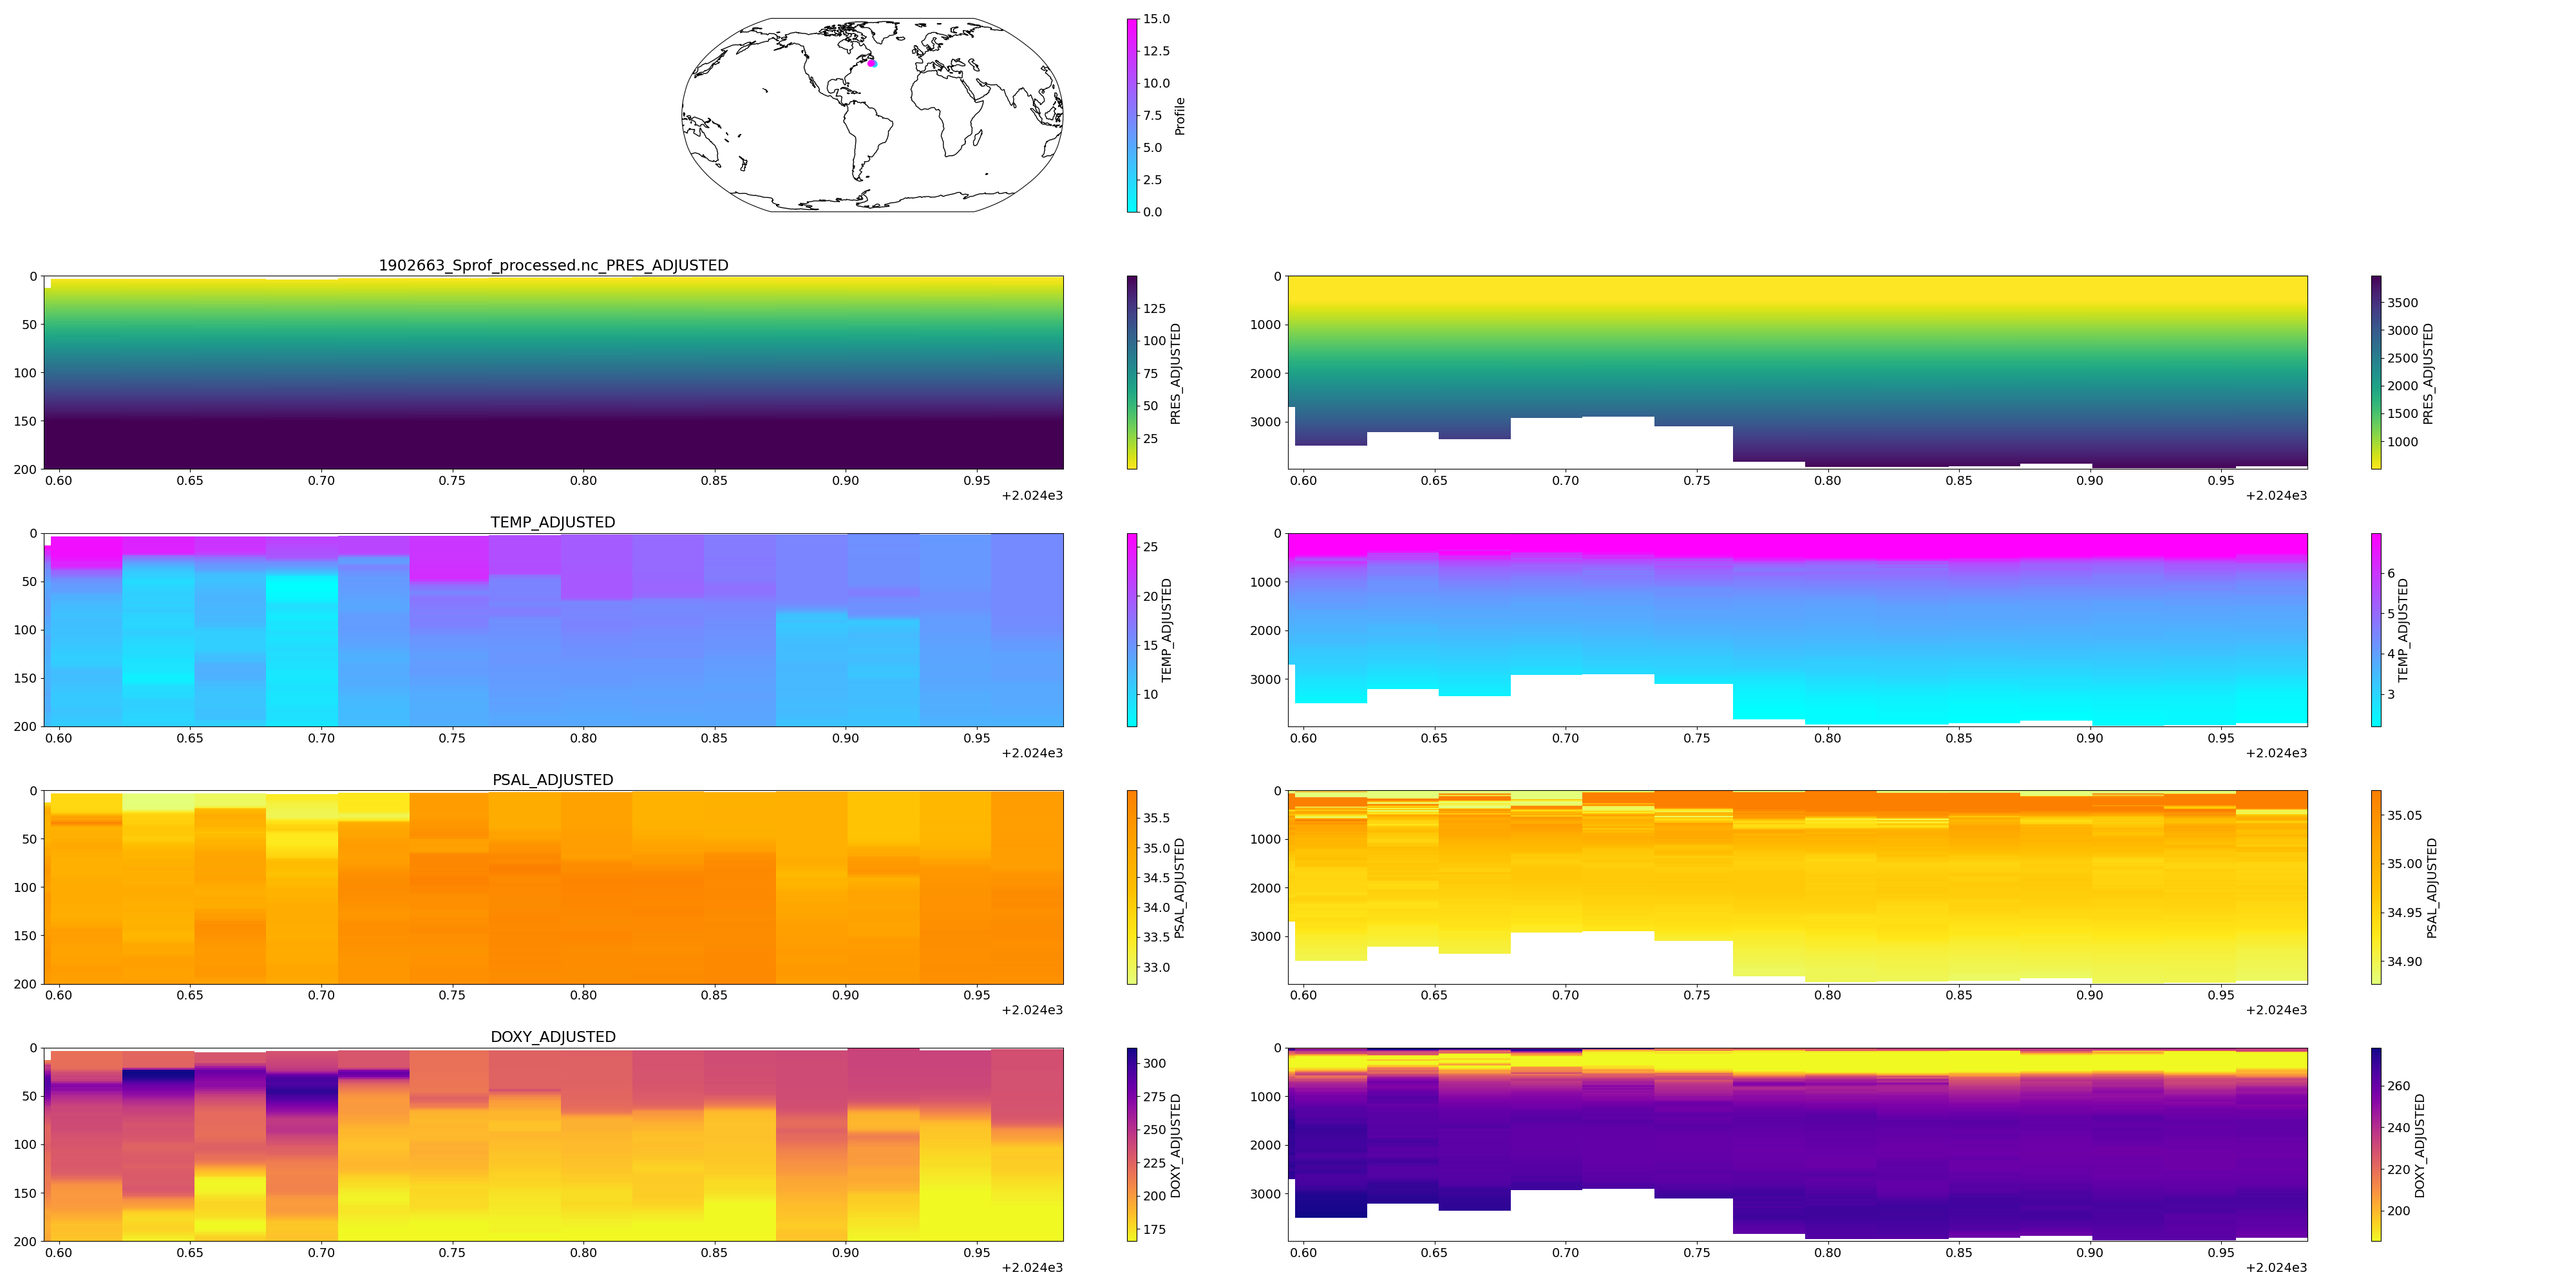 15.0
12.5
10.0
7.5
5.0
2.5
0.0
Profile
1902663_Sprof_processed.nc_PRES_ADJUSTED
0
50
100
150
200
0.60 0.65 0.70 0.75 0.80 0.85 0.90 0.95
+2.024e3
125
100
75
50
25
PRES_ADJUSTED
0
1000
2000
3000
0.60 0.65 0.70 0.75 0.80 0.85 0.90 0.95
+2.024e3
3500
3000
2500
2000
1500
1000
PRES_ADJUSTED
TEMP_ADJUSTED
0
50
100
150
200
0.60 0.65 0.70 0.75 0.80 0.85 0.90 0.95
+2.024e3
25
20
15
10
TEMP_ADJUSTED
0
1000
2000
3000
0.60 0.65 0.70 0.75 0.80 0.85 0.90 0.95
+2.024e3
6
5
4
3
TEMP_ADJUSTED
PSAL_ADJUSTED
0
50
100
150
200
0.60 0.65 0.70 0.75 0.80 0.85 0.90 0.95
+2.024e3
35.5
35.0
34.5
34.0
33.5
33.0
PSAL_ADJUSTED
0
1000
2000
3000
0.60 0.65 0.70 0.75 0.80 0.85 0.90 0.95
+2.024e3
35.05
35.00
34.95
34.90
PSAL_ADJUSTED
DOXY_ADJUSTED
0
50
100
150
200
0.60 0.65 0.70 0.75 0.80 0.85 0.90 0.95
+2.024e3
300
275
250
225
200
175
DOXY_ADJUSTED
0
1000
2000
3000
0.60 0.65 0.70 0.75 0.80 0.85 0.90 0.95
+2.024e3
260
240
220
200
DOXY_ADJUSTED